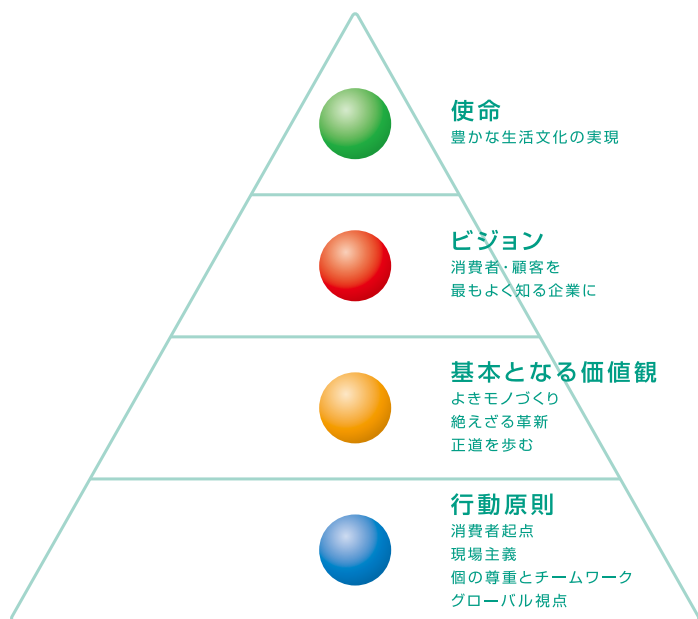 使命
豊かな生活文化の実現
ビジョン
消費者・顧客を
最もよく知る企業に
基本となる価値観
よきモノづくり
絶えざる革新
正道を歩む
行動原則
消費者起点
現場主義
個の尊重とチームワーク
グローバル視点